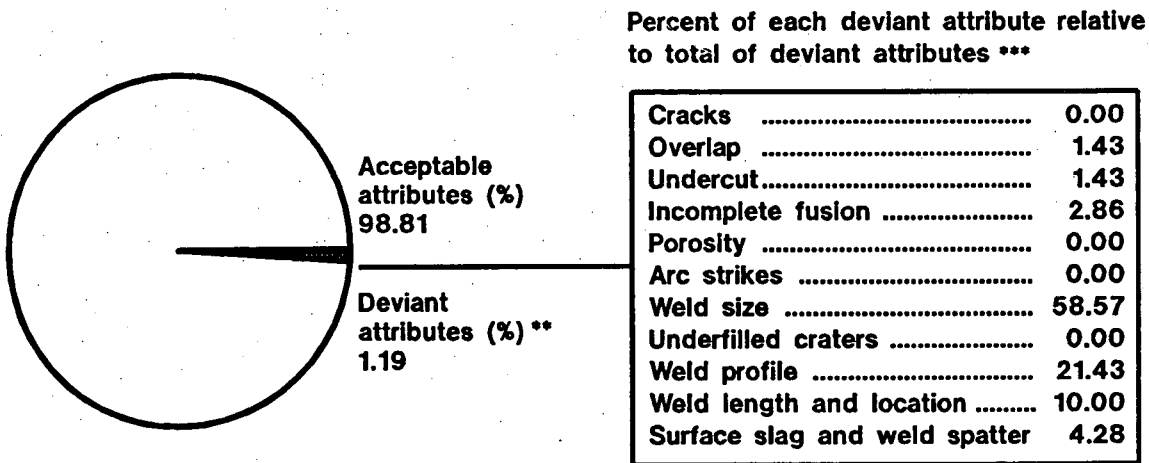 Percent of each deviant attribute relative
to total of deviant attributes ***
Acceptable
attributes (%)
98.81
Deviant
attributes (%) **
1.19
Cracks .................................... 0.00
Overlap .................................... 1.43
Undercut.................................... 1.43
Incomplete fusion .................... 2.86
Porosity .................................... 0.00
Arc strikes ............................... 0.00
Weld size ................................. 58.57
Underfilled craters ................... 0.00
Weld profile .............................. 21.43
Weld length and location ......... 10.00
Surface slag and weld spatter 4.28